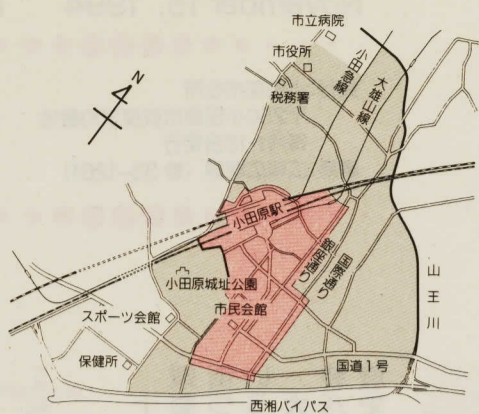 市立病院
市役所
税務署
小田急線
大雄山線
N
小田原駅
銀座通り
国際通り
小田原城址公園
市民会館
スポーツ会館
保健所
山王川
国道1号
西湘バイパス